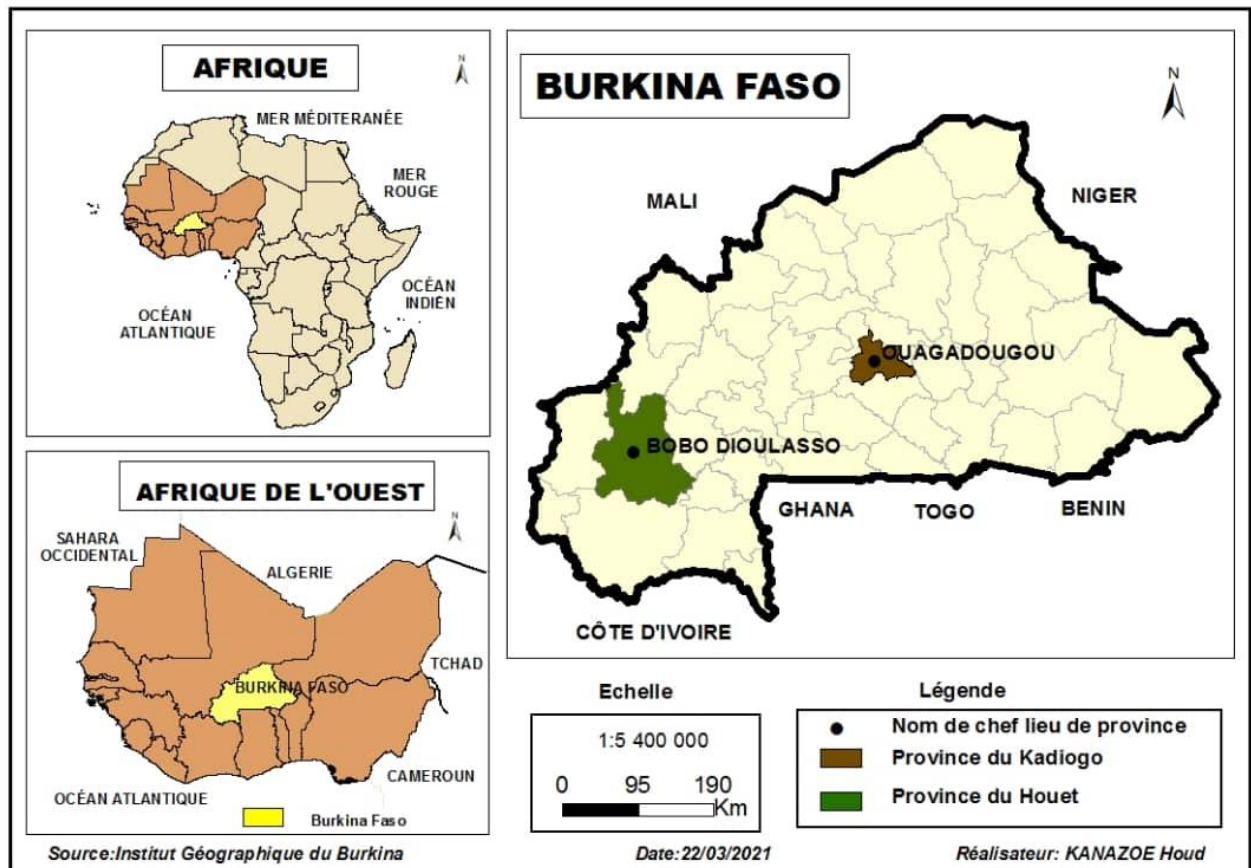 AFRIQUE
N
MER MÉDITERANÉE
MER
ROUGE
OCÉAN
INDIÉN
OCÉAN
ATLANTIQUE
AFRIQUE DE L'OUEST
N
SAHARA
OCCIDENTAL
ALGERIE
TCHAD
BURKINA FASO
CAMEROUN
OCÉAN ATLANTIQUE
Burkina Faso
BURKINA FASO
N
MALI
NIGER
OUAGADOUGOU
BOBO DIOULASSO
GHANA
TOGO
BENIN
CÔTE D'IVOIRE
Echelle
1:5 400 000
0 95 190
Km
Légende
Nom de chef lieu de province
Province du Kadiogo
Province du Houet
Source:Institut Géographique du Burkina
Date:22/03/2021
Réalisateur: KANAZOE Houd